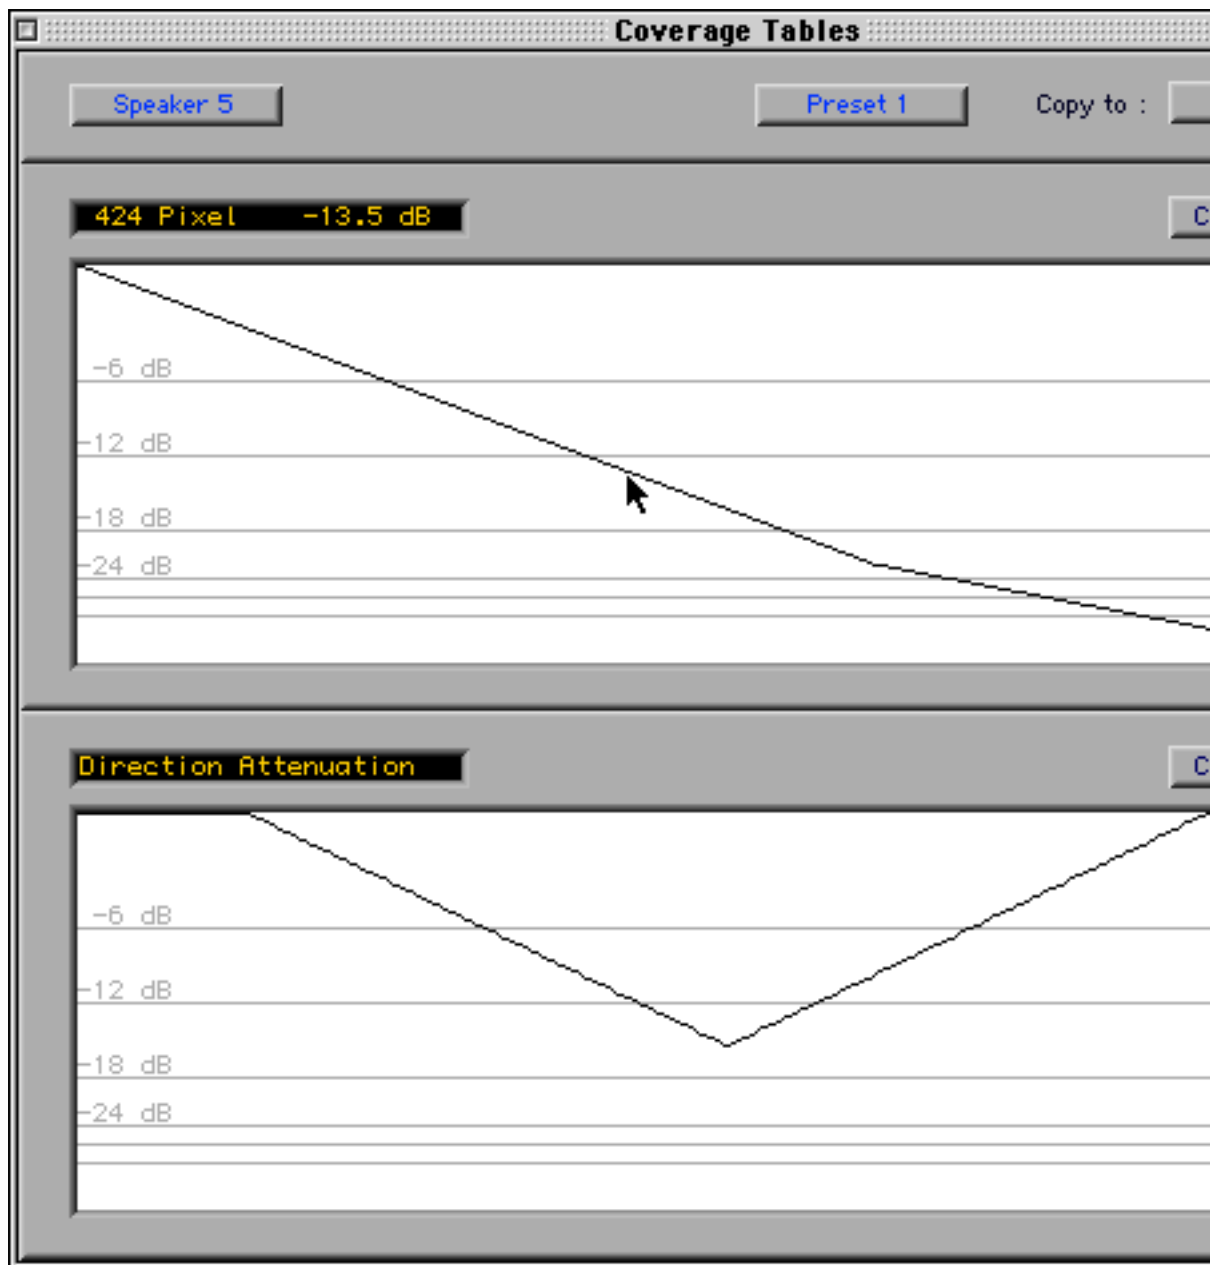 Coverage Tables
Speaker 5 Preset 1 Copy to :
424 Pixel -13.5 dB C
-6 dB
-12 dB
-18 dB
-24 dB
Direction Attenuation C
-6 dB
-12 dB
-18 dB
-24 dB